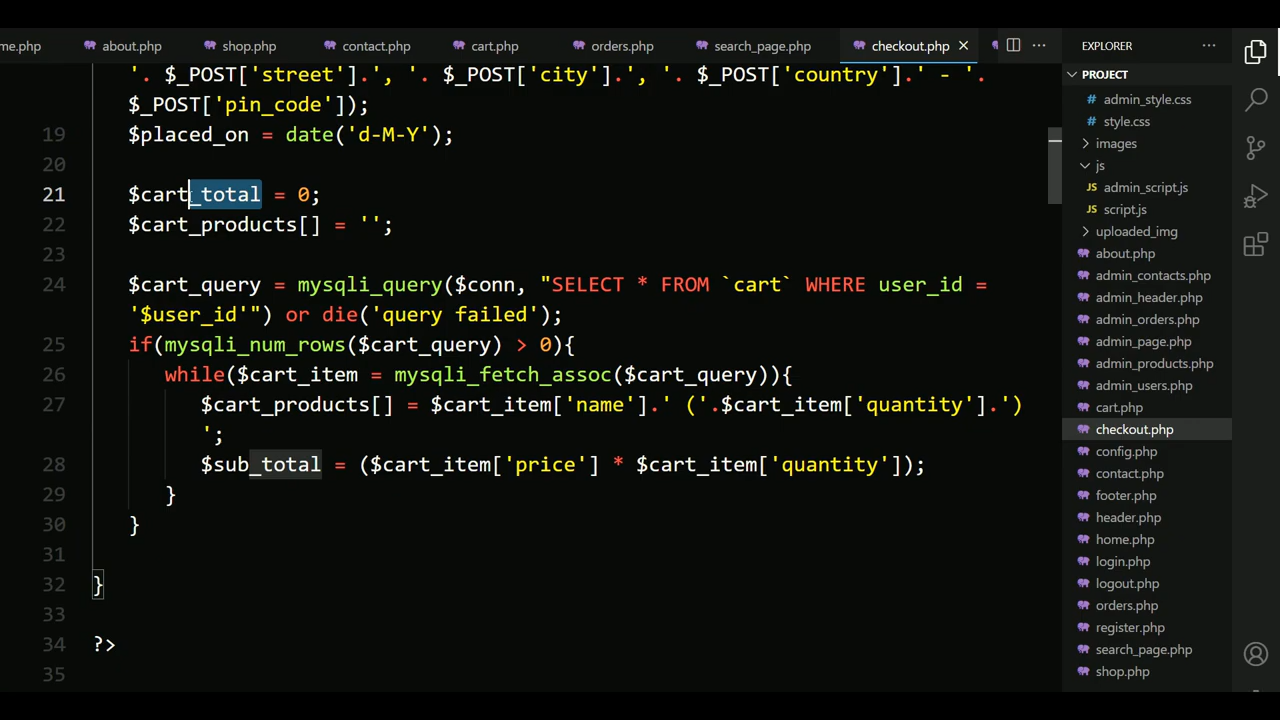 me.php about.php shop.php contact.php cart.php orders.php search_page.php checkout.php
'. $_POST['street'].', '. $_POST['city'].', '. $_POST['country'].' - '.
$_POST['pin_code']);
19 $placed_on = date('d-M-Y');
20
21 $cart_total = 0;
22 $cart_products[] = '';
23
24 $cart_query = mysqli_query($conn, "SELECT * FROM `cart` WHERE user_id =
'$user_id'") or die('query failed');
25 if(mysqli_num_rows($cart_query) > 0){
26 while($cart_item = mysqli_fetch_assoc($cart_query)){
27 $cart_products[] = $cart_item['name'].' ('.$cart_item['quantity'].')
';
28 $sub_total = ($cart_item['price'] * $cart_item['quantity']);
29 }
30 }
31
32 }
33
34 ?>
35
EXPLORER
PROJECT
admin_style.css
style.css
images
js
admin_script.js
script.js
uploaded_img
about.php
admin_contacts.php
admin_header.php
admin_orders.php
admin_page.php
admin_products.php
admin_users.php
cart.php
checkout.php
config.php
contact.php
footer.php
header.php
home.php
login.php
logout.php
orders.php
register.php
search_page.php
shop.php